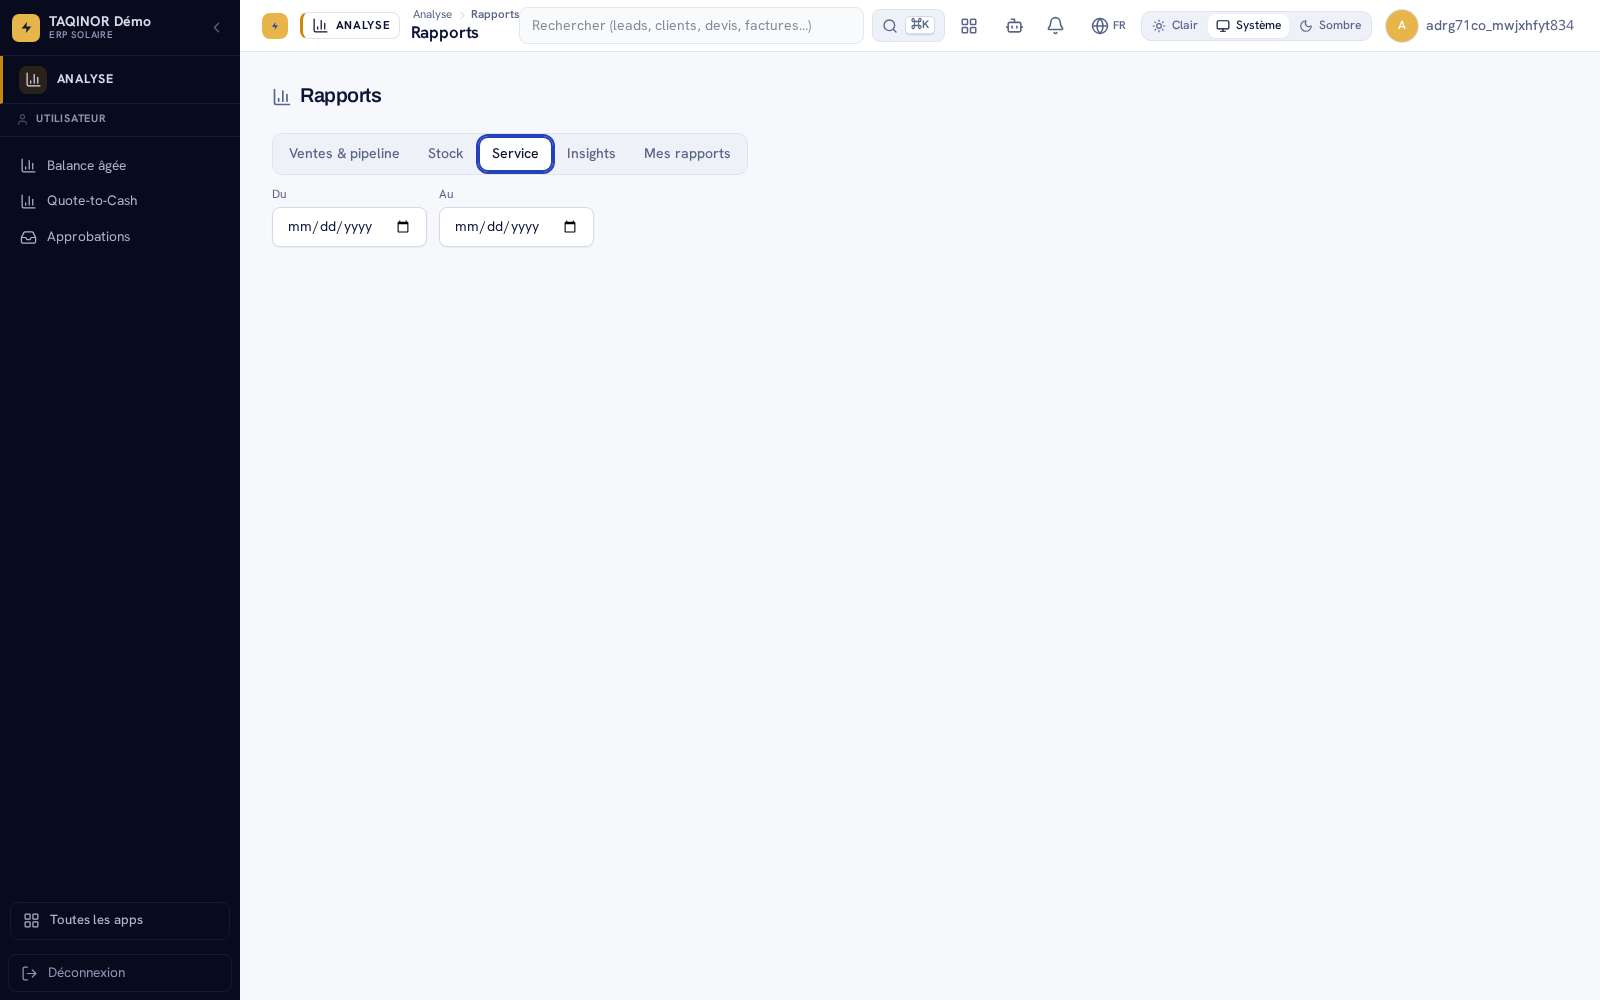 TAQINOR Démo
ERP SOLAIRE
ANALYSE
UTILISATEUR
Balance âgée
Quote-to-Cash
Approbations
Toutes les apps
Déconnexion
ANALYSE
Analyse Rapports
Rapports
Rechercher (leads, clients, devis, factures…)
⌘K
FR
Clair
Système
Sombre
A
adrg71co_mwjxhfyt834
Rapports
Ventes & pipeline
Stock
Service
Insights
Mes rapports
Du
Au
mm/dd/yyyy
mm/dd/yyyy